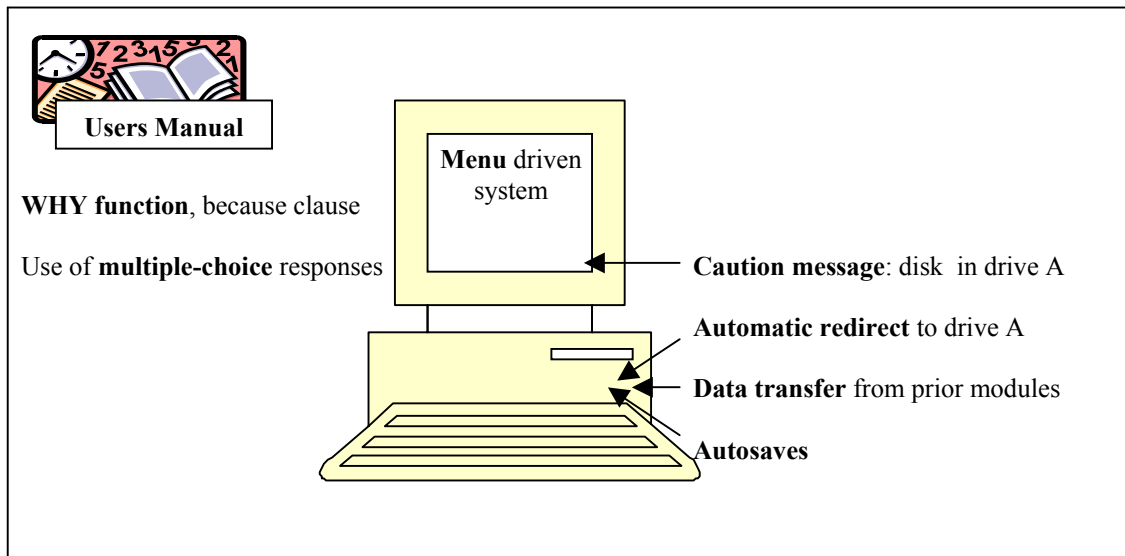 Users Manual
Menu driven
system
WHY function, because clause
Use of multiple-choice responses
Caution message: disk in drive A
Automatic redirect to drive A
Data transfer from prior modules
Autosaves